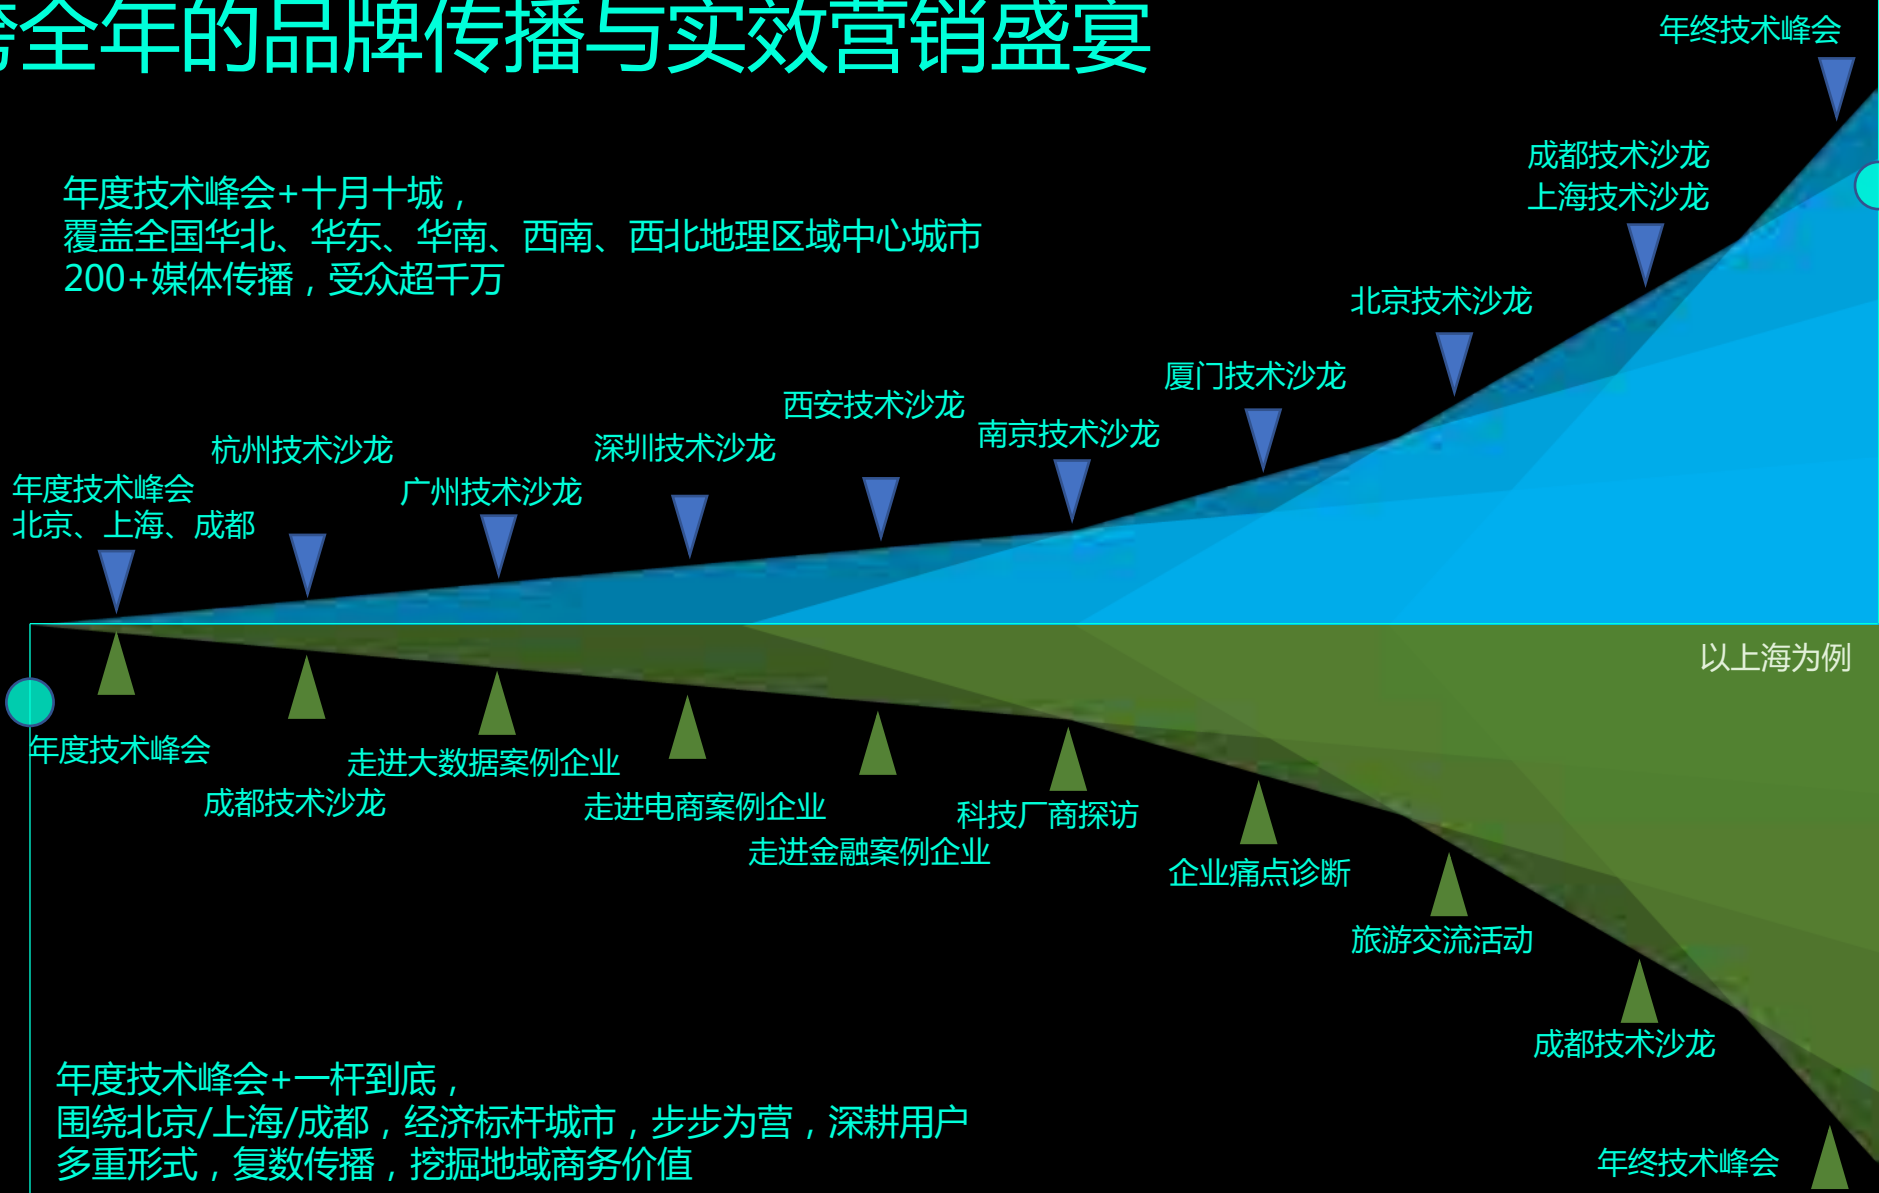 跨全年的品牌传播与实效营销盛宴
年终技术峰会
成都技术沙龙
上海技术沙龙
年度技术峰会+十月十城，
覆盖全国华北、华东、华南、西南、西北地理区域中心城市
200+媒体传播，受众超千万
北京技术沙龙
厦门技术沙龙
西安技术沙龙
南京技术沙龙
深圳技术沙龙
杭州技术沙龙
广州技术沙龙
年度技术峰会
北京、上海、成都
以上海为例
年度技术峰会
成都技术沙龙
走进大数据案例企业
走进电商案例企业
走进金融案例企业
科技厂商探访
企业痛点诊断
旅游交流活动
成都技术沙龙
年终技术峰会
年度技术峰会+一杆到底，
围绕北京/上海/成都，经济标杆城市，步步为营，深耕用户
多重形式，复数传播，挖掘地域商务价值